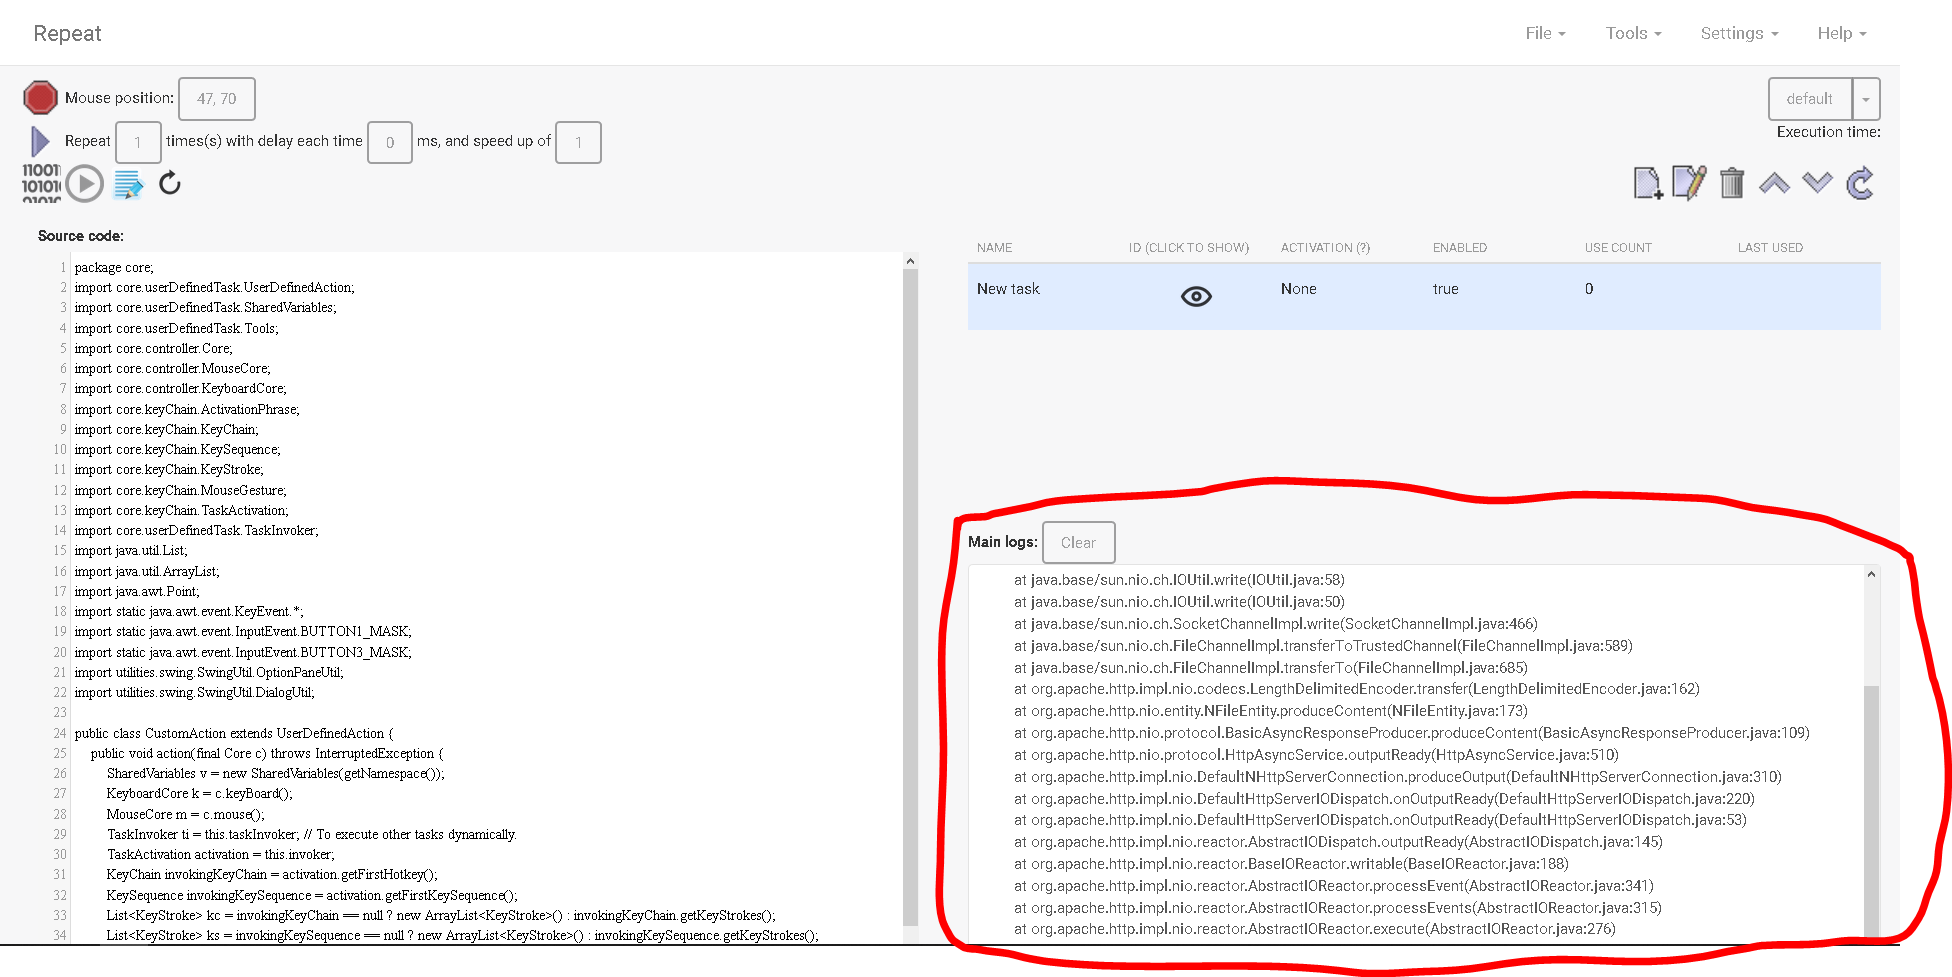 Repeat
File Tools Settings Help
Mouse position: 47, 70
default
Repeat 1 times(s) with delay each time 0 ms, and speed up of 1
Execution time:
11001
10101
01010
Source code:
NAME ID (CLICK TO SHOW) ACTIVATION (?) ENABLED USE COUNT LAST USED
New task None true 0
1 package core;
2 import core.userDefinedTask.UserDefinedAction;
3 import core.userDefinedTask.SharedVariables;
4 import core.userDefinedTask.Tools;
5 import core.controller.Core;
6 import core.controller.MouseCore;
7 import core.controller.KeyboardCore;
8 import core.keyChain.ActivationPhrase;
9 import core.keyChain.KeyChain;
10 import core.keyChain.KeySequence;
11 import core.keyChain.KeyStroke;
12 import core.keyChain.MouseGesture;
13 import core.keyChain.TaskActivation;
14 import core.userDefinedTask.TaskInvoker;
15 import java.util.List;
16 import java.util.ArrayList;
17 import java.awt.Point;
18 import static java.awt.event.KeyEvent.*;
19 import static java.awt.event.InputEvent.BUTTON1_MASK;
20 import static java.awt.event.InputEvent.BUTTON3_MASK;
21 import utilities.swing.SwingUtil.OptionPaneUtil;
22 import utilities.swing.SwingUtil.DialogUtil;
23
24 public class CustomAction extends UserDefinedAction {
25 public void action(final Core c) throws InterruptedException {
26 SharedVariables v = new SharedVariables(getNamespace());
27 KeyboardCore k = c.keyBoard();
28 MouseCore m = c.mouse();
29 TaskInvoker ti = this.taskInvoker; // To execute other tasks dynamically.
30 TaskActivation activation = this.invoker;
31 KeyChain invokingKeyChain = activation.getFirstHotkey();
32 KeySequence invokingKeySequence = activation.getFirstKeySequence();
33 List<KeyStroke> kc = invokingKeyChain == null ? new ArrayList<KeyStroke>() : invokingKeyChain.getKeyStrokes();
34 List<KeyStroke> ks = invokingKeySequence == null ? new ArrayList<KeyStroke>() : invokingKeySequence.getKeyStrokes();
Main logs: Clear
at java.base/sun.nio.ch.IOUtil.write(IOUtil.java:58)
at java.base/sun.nio.ch.IOUtil.write(IOUtil.java:50)
at java.base/sun.nio.ch.SocketChannelImpl.write(SocketChannelImpl.java:466)
at java.base/sun.nio.ch.FileChannelImpl.transferToTrustedChannel(FileChannelImpl.java:589)
at java.base/sun.nio.ch.FileChannelImpl.transferTo(FileChannelImpl.java:685)
at org.apache.http.impl.nio.codecs.LengthDelimitedEncoder.transfer(LengthDelimitedEncoder.java:162)
at org.apache.http.nio.entity.NFileEntity.produceContent(NFileEntity.java:173)
at org.apache.http.nio.protocol.BasicAsyncResponseProducer.produceContent(BasicAsyncResponseProducer.java:109)
at org.apache.http.nio.protocol.HttpAsyncService.outputReady(HttpAsyncService.java:510)
at org.apache.http.impl.nio.DefaultNHttpServerConnection.produceOutput(DefaultNHttpServerConnection.java:310)
at org.apache.http.impl.nio.DefaultHttpServerIODispatch.onOutputReady(DefaultHttpServerIODispatch.java:220)
at org.apache.http.impl.nio.DefaultHttpServerIODispatch.onOutputReady(DefaultHttpServerIODispatch.java:53)
at org.apache.http.impl.nio.reactor.AbstractIODispatch.outputReady(AbstractIODispatch.java:145)
at org.apache.http.impl.nio.reactor.BaseIOReactor.writable(BaseIOReactor.java:188)
at org.apache.http.impl.nio.reactor.AbstractIOReactor.processEvent(AbstractIOReactor.java:341)
at org.apache.http.impl.nio.reactor.AbstractIOReactor.processEvents(AbstractIOReactor.java:315)
at org.apache.http.impl.nio.reactor.AbstractIOReactor.execute(AbstractIOReactor.java:276)